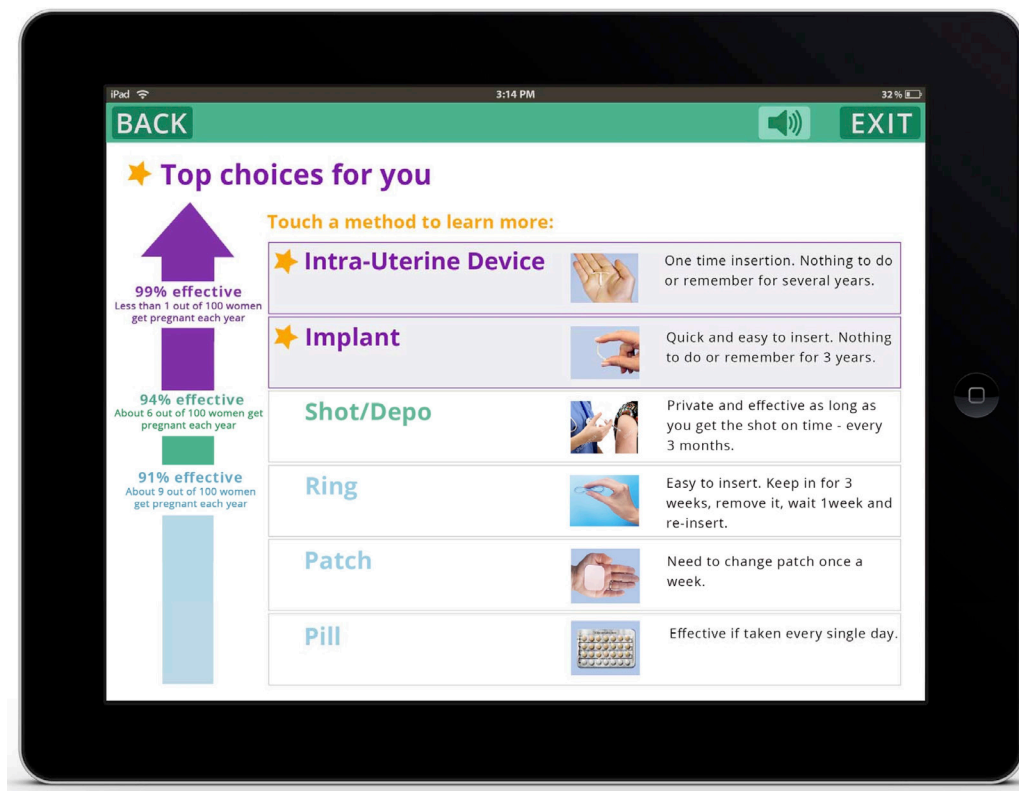 iPad
3:14 PM
32%
BACK
EXIT
Top choices for you
Touch a method to learn more:
99% effective
Less than 1 out of 100 women
get pregnant each year
94% effective
About 6 out of 100 women get
pregnant each year
91% effective
About 9 out of 100 women
get pregnant each year
Intra-Uterine Device
One time insertion. Nothing to do
or remember for several years.
Implant
Quick and easy to insert. Nothing
to do or remember for 3 years.
Shot/Depo
Private and effective as long as
you get the shot on time - every
3 months.
Ring
Easy to insert. Keep in for 3
weeks, remove it, wait 1week and
re-insert.
Patch
Need to change patch once a
week.
Pill
Effective if taken every single day.